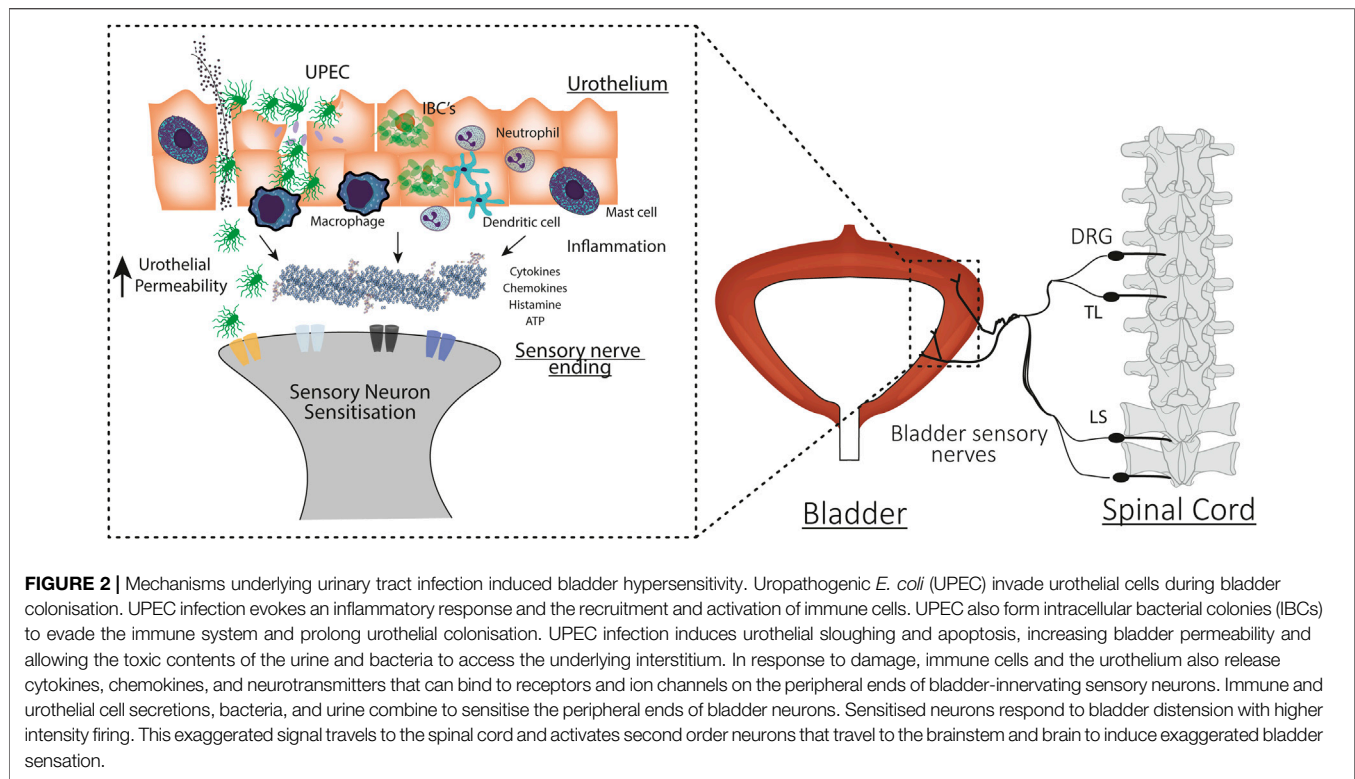 UPEC
Urothelium
IBC's
Neutrophil
Macrophage
Dendritic cell
Mast cell
Inflammation
Urothelial
Permeability
Cytokines
Chemokines
Histamine
ATP
Sensory nerve
ending
Sensory Neuron
Sensitisation
DRG
TL
LS
Bladder sensory
nerves
Bladder
Spinal Cord
FIGURE 2 | Mechanisms underlying urinary tract infection induced bladder hypersensitivity. Uropathogenic E. coli (UPEC) invade urothelial cells during bladder
colonisation. UPEC infection evokes an inflammatory response and the recruitment and activation of immune cells. UPEC also form intracellular bacterial colonies (IBCs)
to evade the immune system and prolong urothelial colonisation. UPEC infection induces urothelial sloughing and apoptosis, increasing bladder permeability and
allowing the toxic contents of the urine and bacteria to access the underlying interstitium. In response to damage, immune cells and the urothelium also release
cytokines, chemokines, and neurotransmitters that can bind to receptors and ion channels on the peripheral ends of bladder-innervating sensory neurons. Immune and
urothelial cell secretions, bacteria, and urine combine to sensitise the peripheral ends of bladder neurons. Sensitised neurons respond to bladder distension with higher
intensity firing. This exaggerated signal travels to the spinal cord and activates second order neurons that travel to the brainstem and brain to induce exaggerated bladder
sensation.